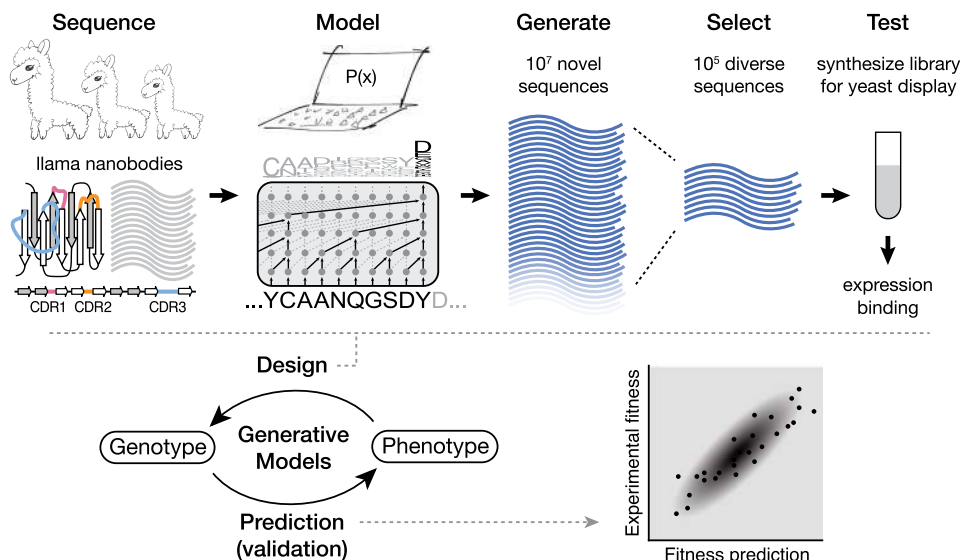 Sequence
Model
Generate
Select
Test
P(x)
10⁷ novel
sequences
10⁵ diverse
sequences
synthesize library
for yeast display
llama nanobodies
CDR1
CDR2
CDR3
...YCAANQGSDYD...
expression
binding
Design
Genotype
Generative
Models
Phenotype
Prediction
(validation)
Experimental fitness
Fitness prediction